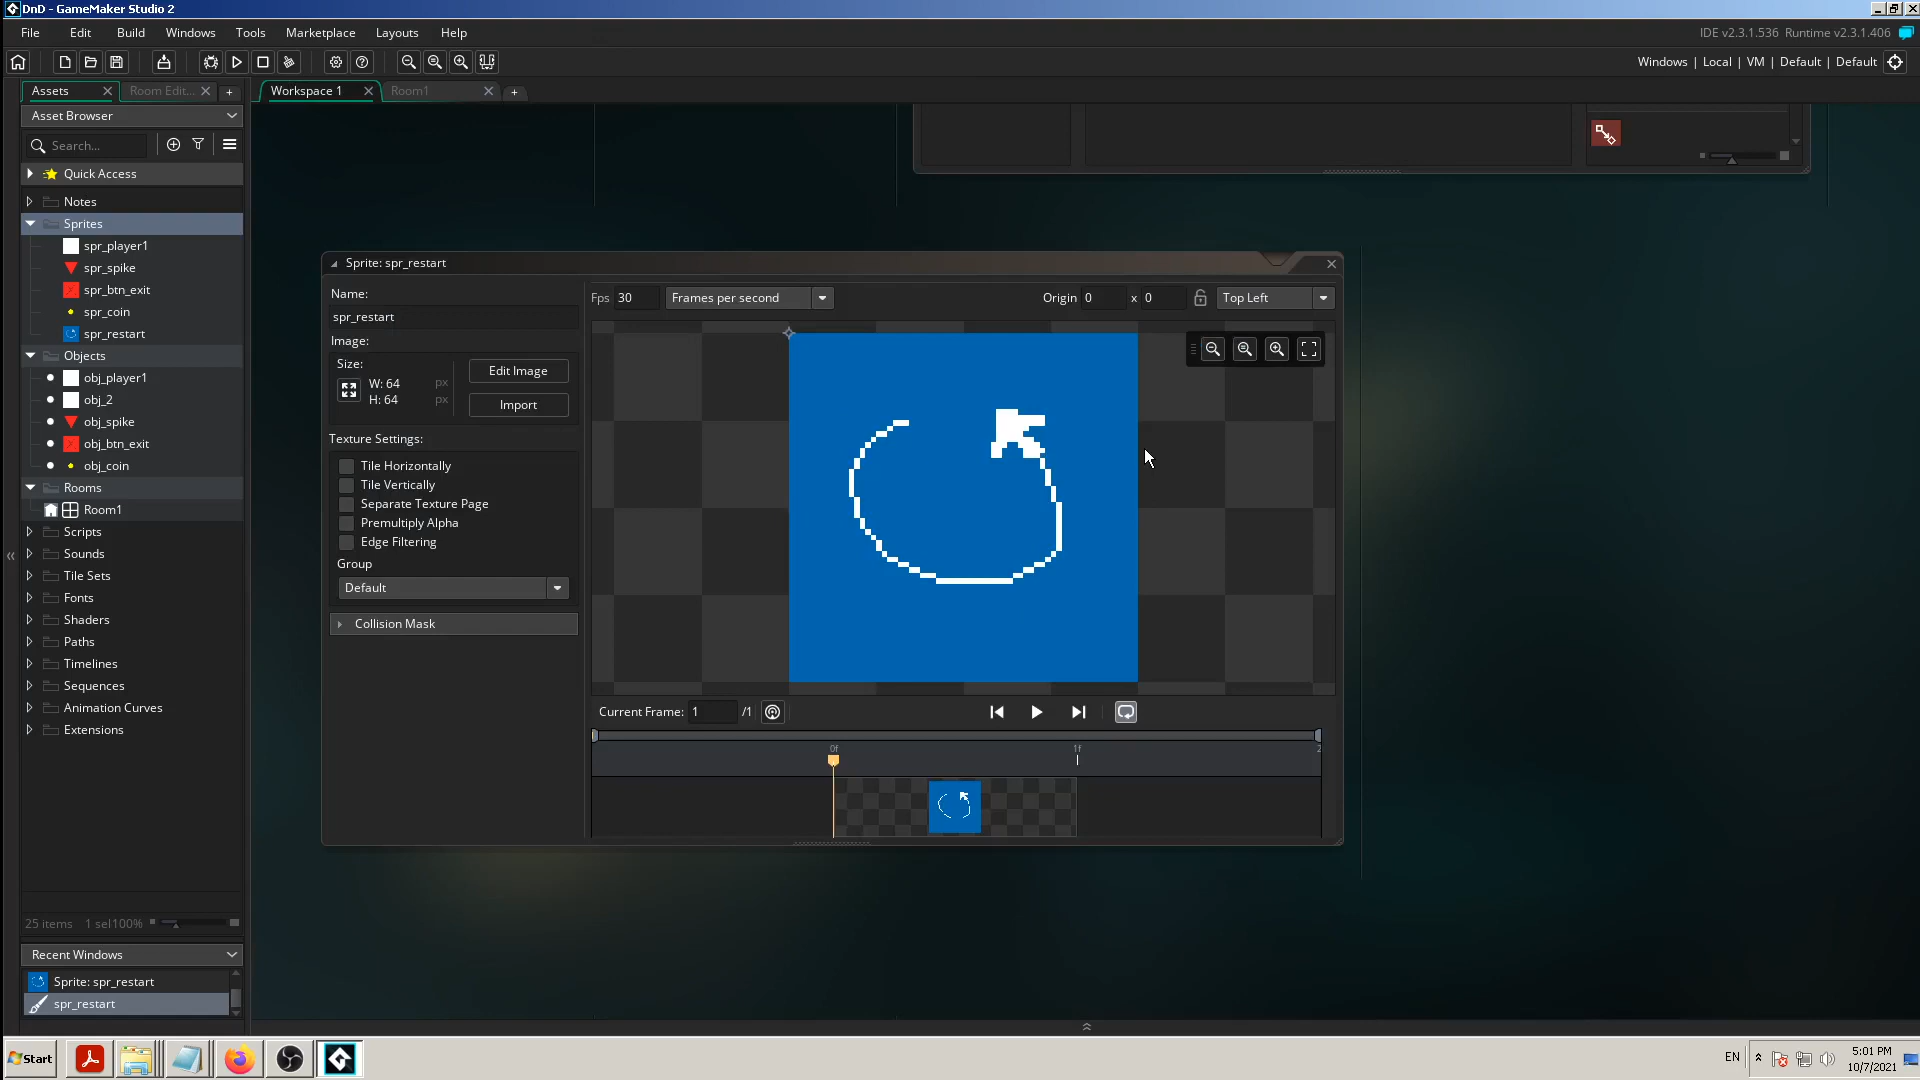 DnD - GameMaker Studio 2
File Edit Build Windows Tools Marketplace Layouts Help
IDE v2.3.1.536 Runtime v2.3.1.406
Windows | Local | VM | Default | Default
Assets
Room Edit...
Workspace 1
Room1
Asset Browser
Search...
Quick Access
Notes
Sprites
spr_player1
spr_spike
spr_btn_exit
spr_coin
spr_restart
Objects
obj_player1
obj_2
obj_spike
obj_btn_exit
obj_coin
Rooms
Room1
Scripts
Sounds
Tile Sets
Fonts
Shaders
Paths
Timelines
Sequences
Animation Curves
Extensions
25 items 1 sel 100%
Recent Windows
Sprite: spr_restart
spr_restart
Sprite: spr_restart
Name:
spr_restart
Image:
Size:
W: 64 px
H: 64 px
Edit Image
Import
Texture Settings:
Tile Horizontally
Tile Vertically
Separate Texture Page
Premultiply Alpha
Edge Filtering
Group
Default
Collision Mask
Fps 30 Frames per second
Origin 0 x 0 Top Left
Current Frame: 1 /1
0f 1f 2
Start
EN
5:01 PM
10/7/2021